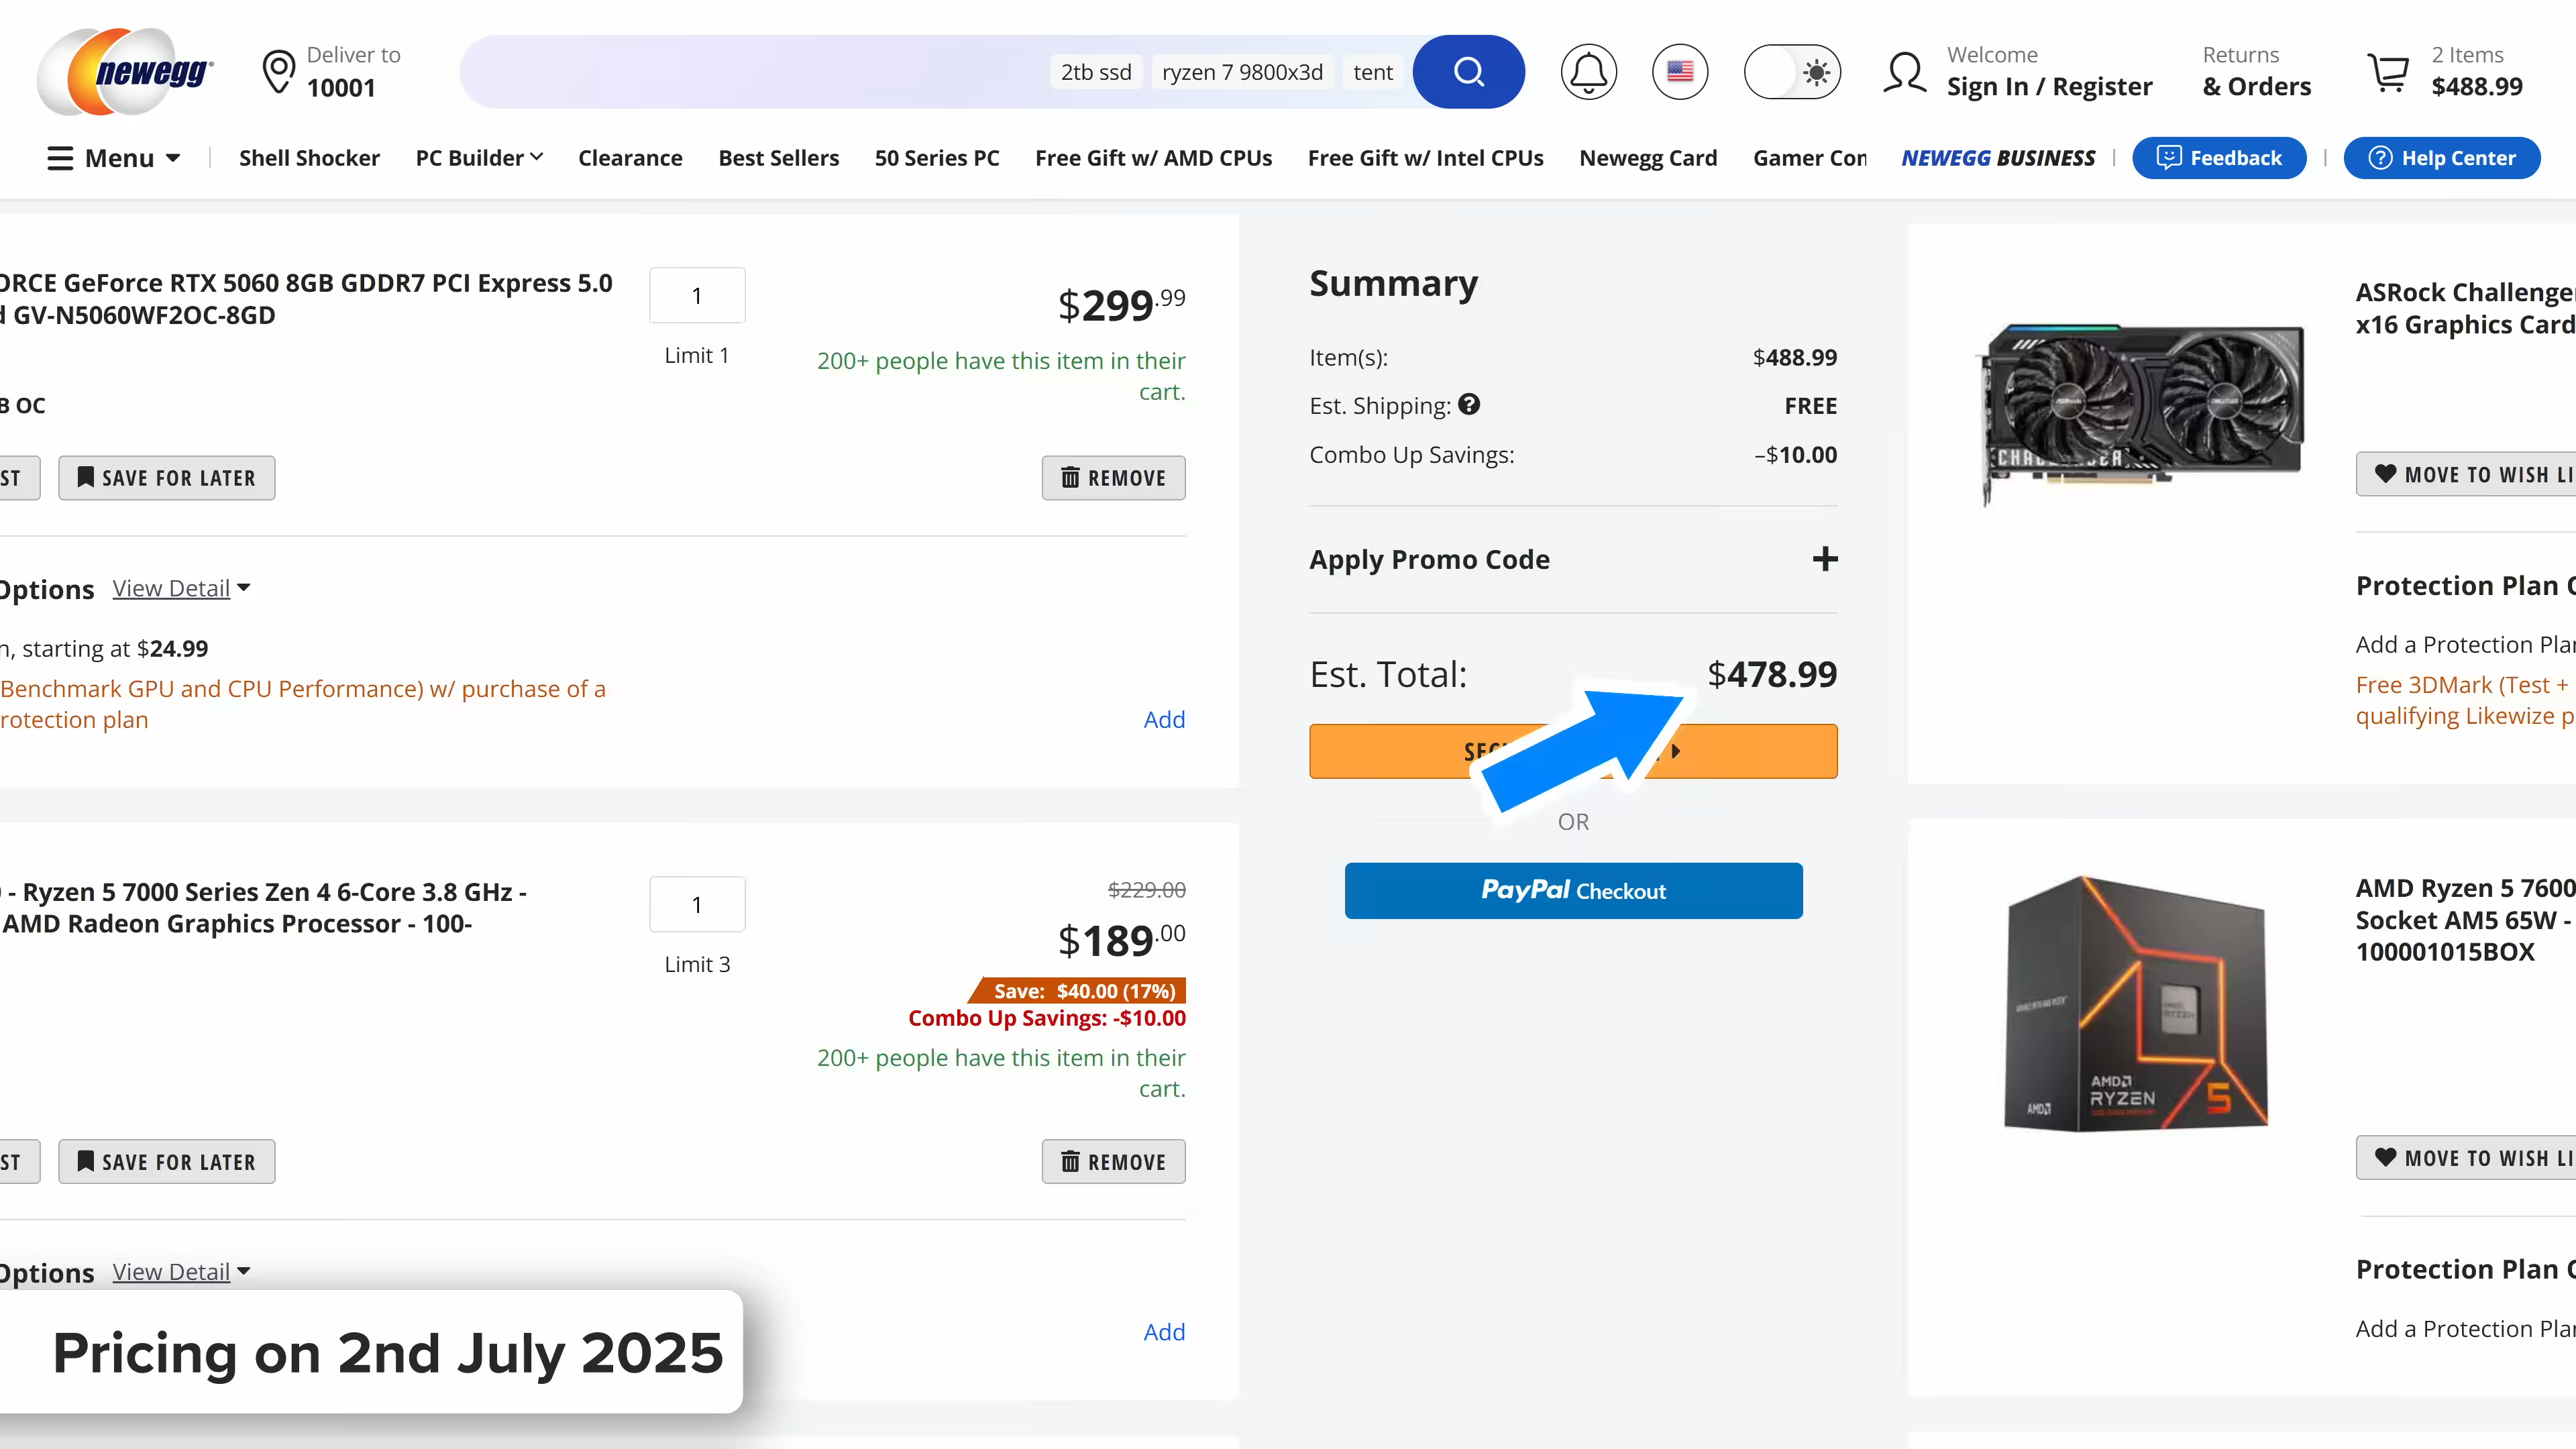 newegg
Deliver to
10001
2tb ssd
ryzen 7 9800x3d
tent
Welcome
Sign In / Register
Returns
& Orders
2 Items
$488.99
Menu
Shell Shocker
PC Builder
Clearance
Best Sellers
50 Series PC
Free Gift w/ AMD CPUs
Free Gift w/ Intel CPUs
Newegg Card
Gamer Con
NEWEGG BUSINESS
Feedback
Help Center
ORCE GeForce RTX 5060 8GB GDDR7 PCI Express 5.0
d GV-N5060WF2OC-8GD
B OC
1
Limit 1
$299.99
200+ people have this item in their
cart.
ST
SAVE FOR LATER
REMOVE
Options View Detail
n, starting at $24.99
Benchmark GPU and CPU Performance) w/ purchase of a
rotection plan
Add
- Ryzen 5 7000 Series Zen 4 6-Core 3.8 GHz -
AMD Radeon Graphics Processor - 100-
1
Limit 3
$229.00
$189.00
Save: $40.00 (17%)
Combo Up Savings: -$10.00
200+ people have this item in their
cart.
ST
SAVE FOR LATER
REMOVE
Options View Detail
Add
Pricing on 2nd July 2025
Summary
Item(s): $488.99
Est. Shipping: FREE
Combo Up Savings: –$10.00
Apply Promo Code
Est. Total: $478.99
OR
PayPal Checkout
ASRock Challenge
x16 Graphics Card
CHALLENGER
MOVE TO WISH LI
Protection Plan
Add a Protection Pla
Free 3DMark (Test +
qualifying Likewize p
AMD Ryzen 5 7600
Socket AM5 65W -
100001015BOX
AMD
RYZEN
5
AMD
MOVE TO WISH LI
Protection Plan
Add a Protection Pla